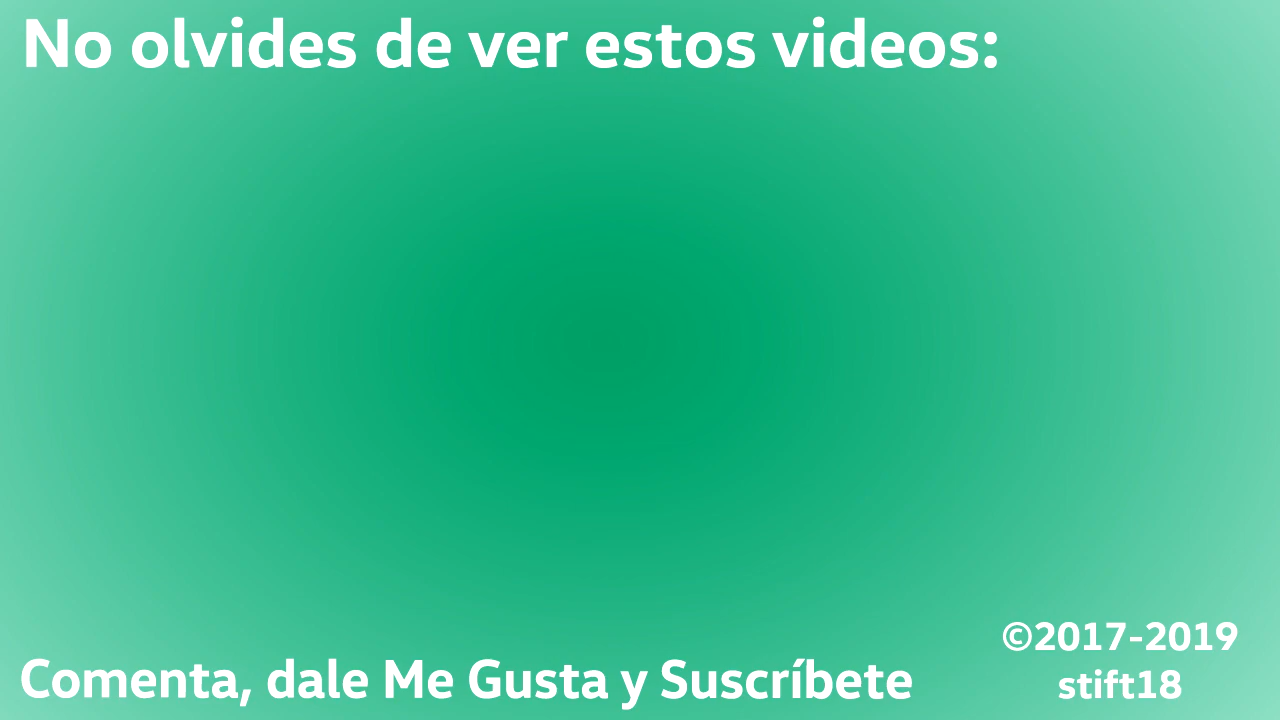 No olvides de ver estos videos:
©2017-2019
stift18
Comenta, dale Me Gusta y Suscríbete